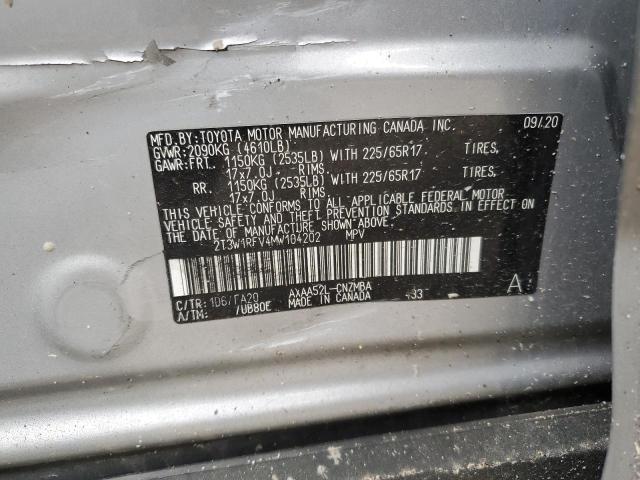 MFD.BY:TOYOTA MOTOR MANUFACTURING CANADA INC. 09/20
GVWR:2090KG (4610LB)
GAWR:FRT. 1150KG (2535LB) WITH 225/65R17 TIRES,
17x7.0J RIMS
RR. 1150KG (2535LB) WITH 225/65R17 TIRES,
17x7.0J RIMS
THIS VEHICLE CONFORMS TO ALL APPLICABLE FEDERAL MOTOR
VEHICLE SAFETY AND THEFT PREVENTION STANDARDS IN EFFECT ON
THE DATE OF MANUFACTURE SHOWN ABOVE.
2T3W1RFV4MW104202 MPV
C/TR: 1D6/FA20 AXAA52L-CNZMBA -33 A
A/TM: /UB80E MADE IN CANADA